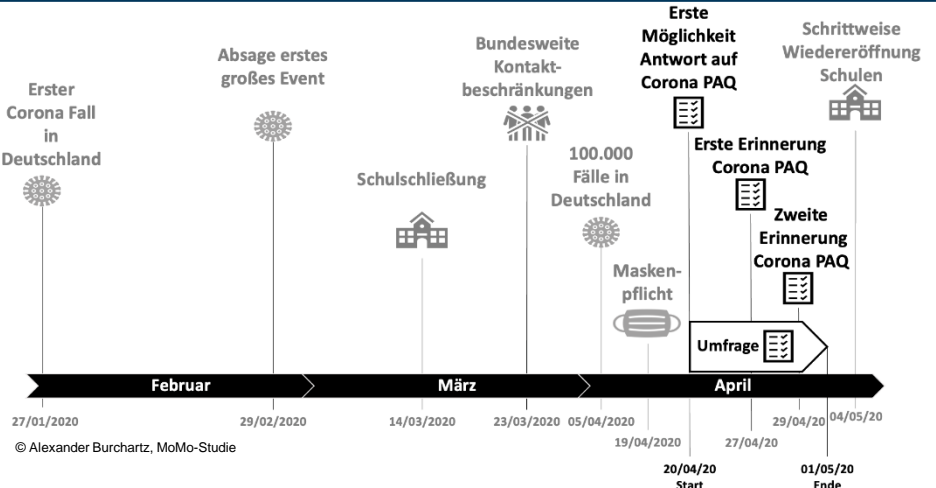 Erster
Corona Fall
in
Deutschland
Absage erstes
großes Event
Schulschließung
Bundesweite
Kontakt-
beschränkungen
100.000
Fälle in
Deutschland
Masken-
pflicht
Erste
Möglichkeit
Antwort auf
Corona PAQ
Erste Erinnerung
Corona PAQ
Zweite
Erinnerung
Corona PAQ
Schrittweise
Wiedereröffnung
Schulen
Umfrage
Februar
März
April
27/01/2020
29/02/2020
14/03/2020
23/03/2020
05/04/2020
19/04/2020
20/04/20
Start
27/04/20
29/04/20
01/05/20
Ende
04/05/20
© Alexander Burchartz, MoMo-Studie